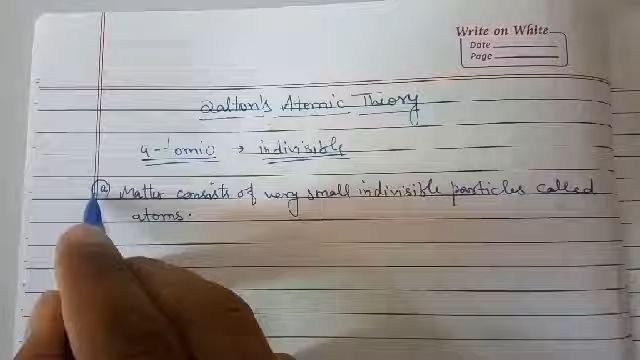 Write on White
Date
Page
Dalton's Atomic Theory
a-tomio → indivisible
(a) Matter consists of very small indivisible particles called
atoms.